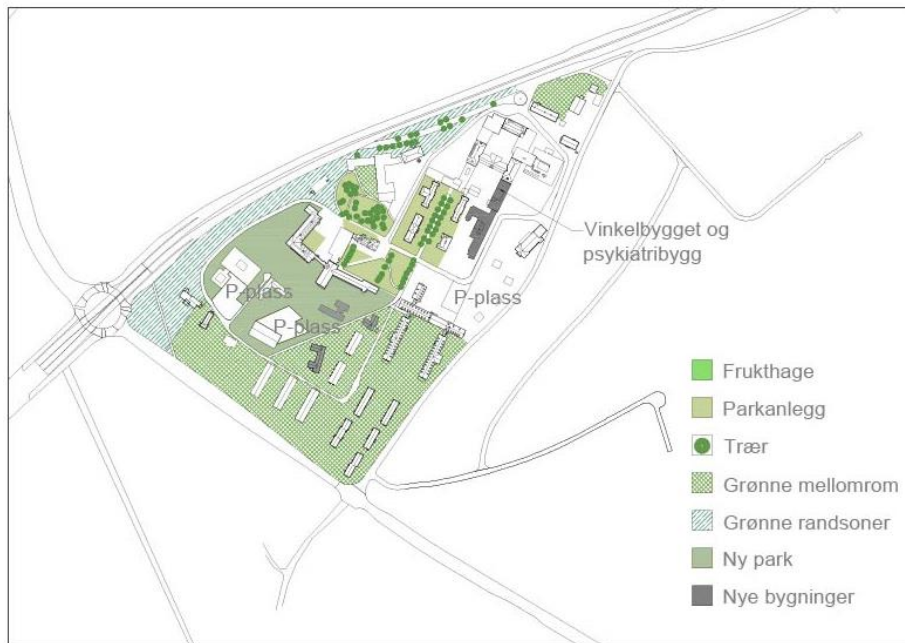 Vinkelbygget og
psykiatribygg
P-plass
P-plass
P-plass
Frukthage
Parkanlegg
Trær
Grønne mellomrom
Grønne randsoner
Ny park
Nye bygninger